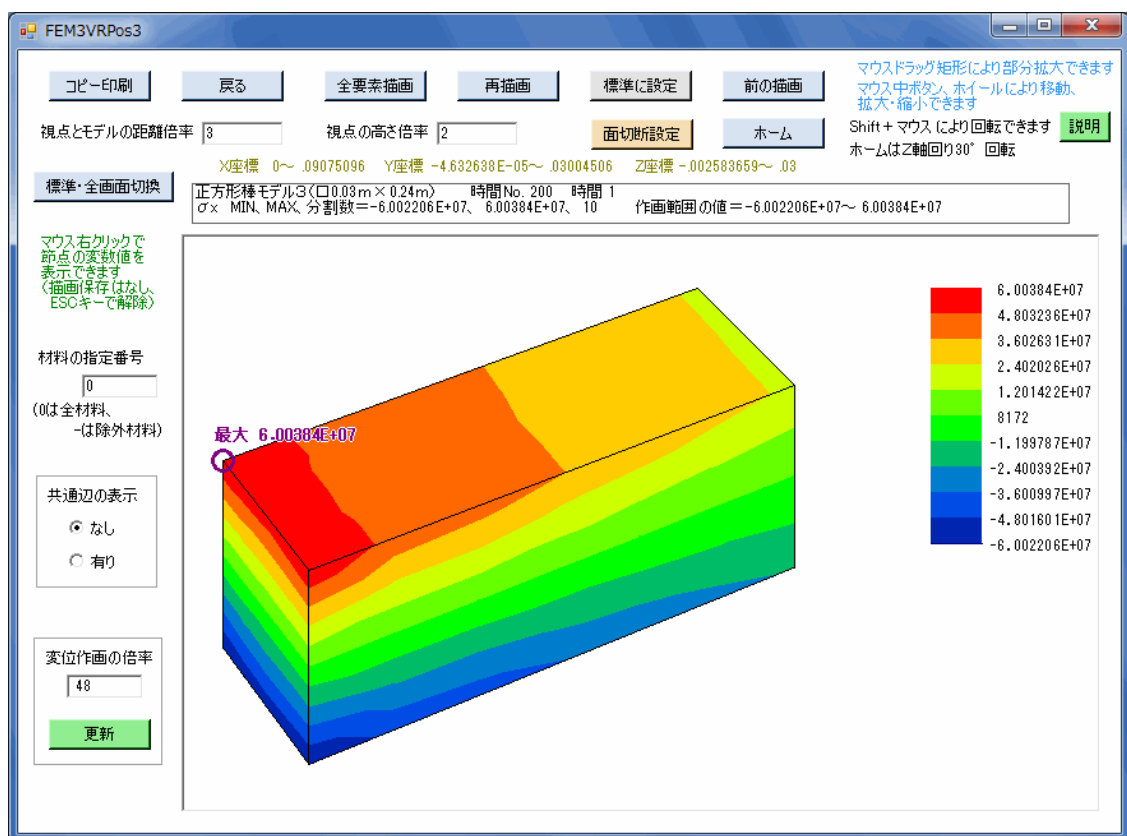 FEM3VRPos3
コピー印刷 戻る 全要素描画 再描画 標準に設定 前の描画
マウスドラッグ矩形により部分拡大できます
マウス中ボタン、ホイールにより移動、
拡大・縮小できます
視点とモデルの距離倍率 3 視点の高さ倍率 2 面切断設定 ホーム
Shift+マウスにより回転できます 説明
ホームはZ軸回り30° 回転
X座標 0～ .09075096 Y座標 -4.632638E-05～ .03004506 Z座標 -.002583659～ .03
標準・全画面切換
正方形棒モデル3(口0.03m×0.24m) 時間No. 200 時間 1
σx MIN、MAX、分割数＝-6.002206E+07、 6.00384E+07、 10 作画範囲の値＝-6.002206E+07～ 6.00384E+07
マウス右クリックで
節点の変数値を
表示できます
(描画保存はなし、
ESCキーで解除)
材料の指定番号
0
(0は全材料、
-は除外材料)
共通辺の表示
なし
有り
変位作画の倍率
48
更新
最大 6.00384E+07
6.00384E+07
4.803236E+07
3.602631E+07
2.402026E+07
1.201422E+07
8172
-1.199787E+07
-2.400392E+07
-3.600997E+07
-4.801601E+07
-6.002206E+07